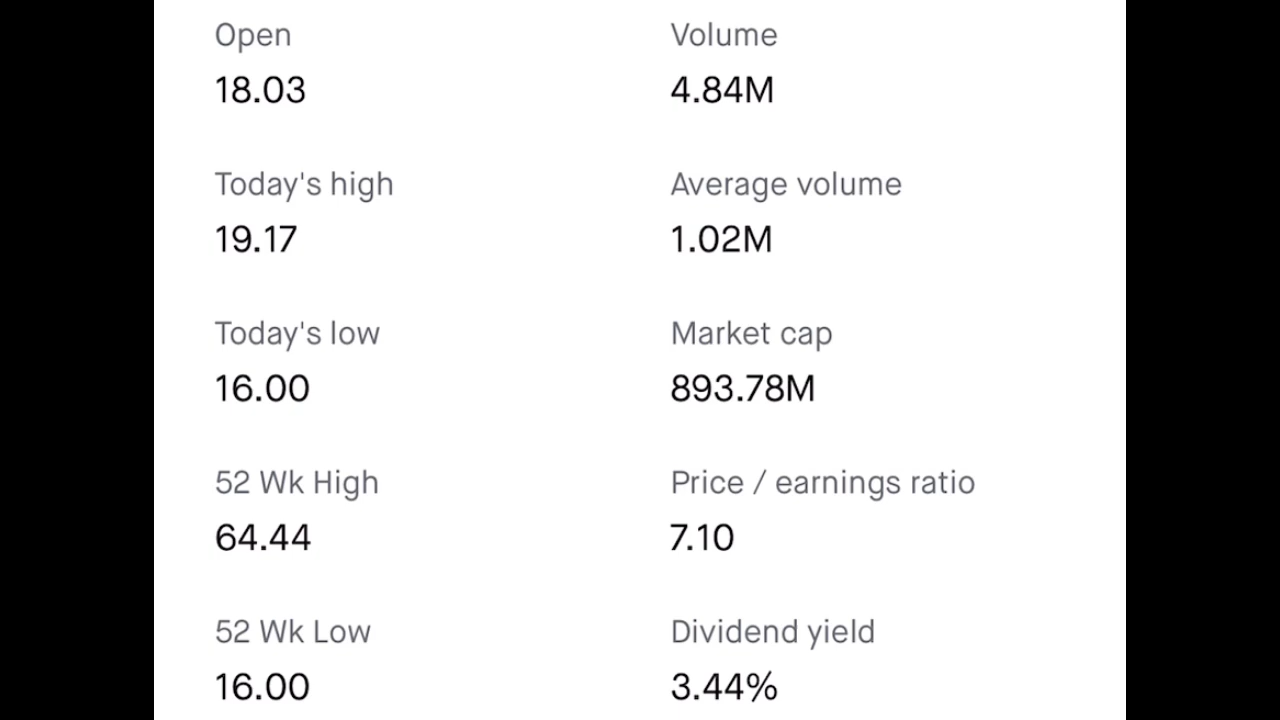 Open
18.03
Volume
4.84M
Today's high
19.17
Average volume
1.02M
Today's low
16.00
Market cap
893.78M
52 Wk High
64.44
Price / earnings ratio
7.10
52 Wk Low
16.00
Dividend yield
3.44%